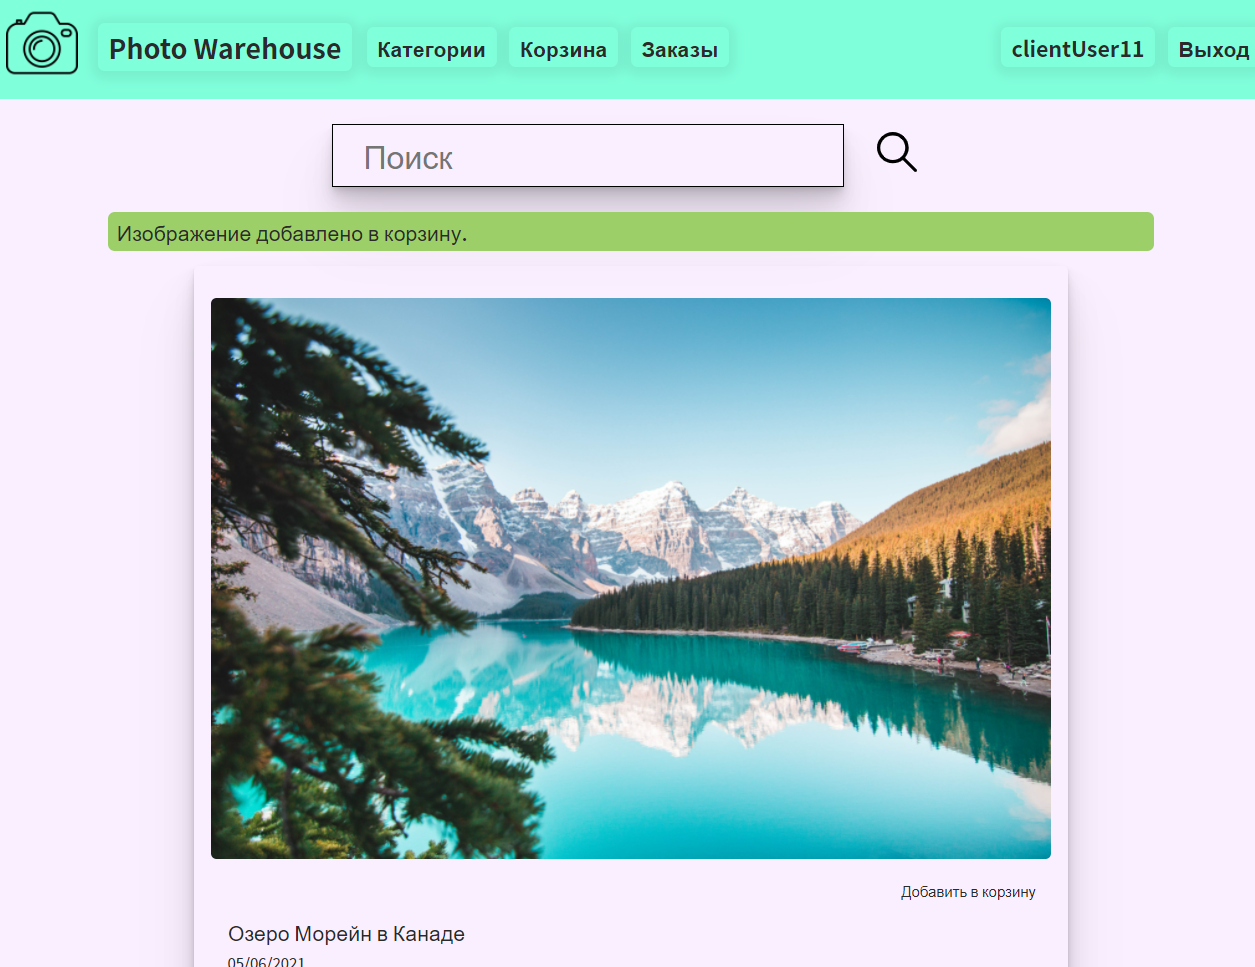 Photo Warehouse Категории Корзина Заказы clientUser11 Выход
Поиск
Изображение добавлено в корзину.
Добавить в корзину
Озеро Морейн в Канаде
05/06/2021